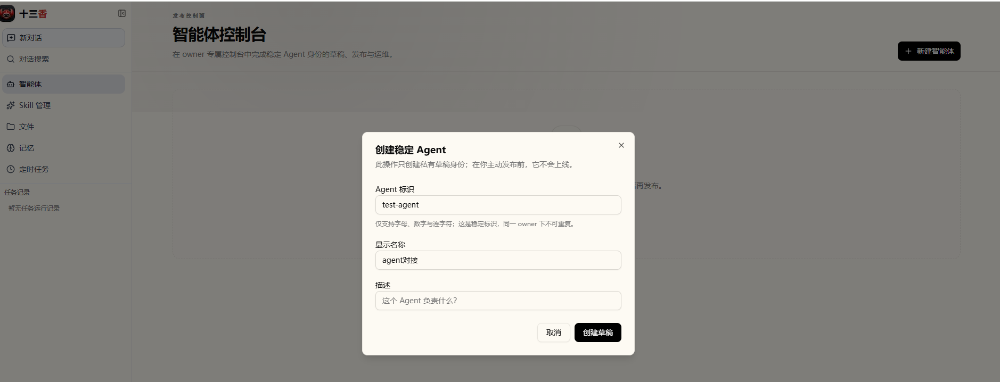 十三香
新对话
对话搜索
智能体
Skill 管理
文件
记忆
定时任务
任务记录
暂无任务运行记录
发布控制面
智能体控制台
在 owner 专属控制台中完成稳定 Agent 身份的草稿、发布与运维。
新建智能体
再发布。
创建稳定 Agent
此操作只创建私有草稿身份；在你主动发布前，它不会上线。
Agent 标识
test-agent
仅支持字母、数字与连字符；这是稳定标识，同一 owner 下不可重复。
显示名称
agent对接
描述
这个 Agent 负责什么？
取消
创建草稿